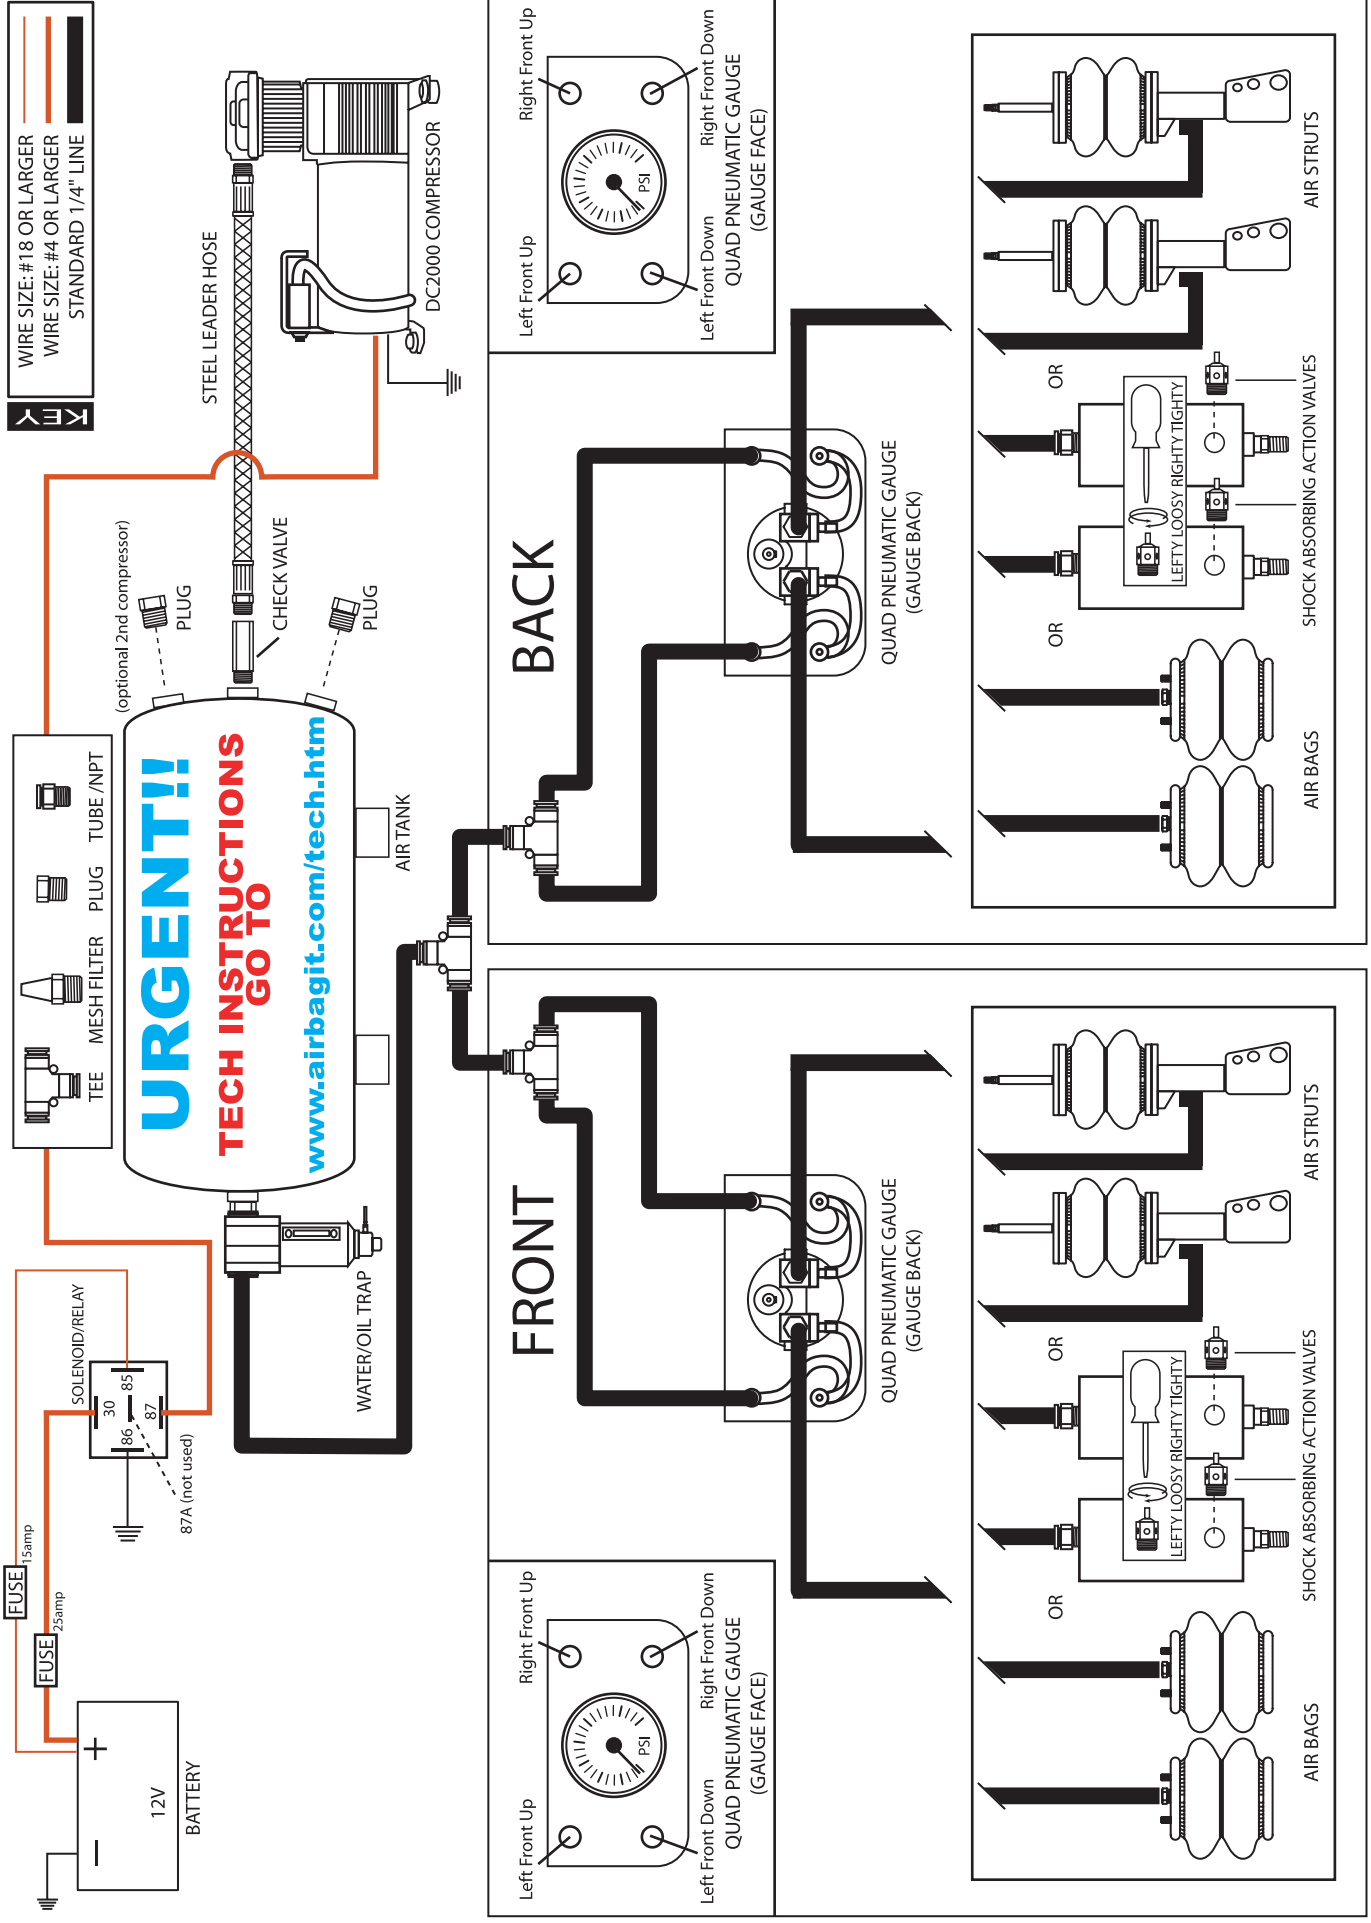 KEY
WIRE SIZE: #18 OR LARGER
WIRE SIZE: #4 OR LARGER
STANDARD 1/4" LINE
12V
BATTERY
FUSE
25amp
FUSE
15amp
SOLENOID/RELAY
30
85
86
87
87A (not used)
TEE
MESH FILTER
PLUG
TUBE /NPT
URGENT!!
TECH INSTRUCTIONS
GO TO
www.airbagit.com/tech.htm
WATER/OIL TRAP
AIR TANK
(optional 2nd compressor)
PLUG
PLUG
CHECK VALVE
STEEL LEADER HOSE
DC2000 COMPRESSOR
FRONT
Left Front Up
Right Front Up
PSI
Left Front Down
Right Front Down
QUAD PNEUMATIC GAUGE
(GAUGE FACE)
QUAD PNEUMATIC GAUGE
(GAUGE BACK)
AIR BAGS
OR
LEFTY LOOSY RIGHTY TIGHTY
SHOCK ABSORBING ACTION VALVES
OR
AIR STRUTS
BACK
QUAD PNEUMATIC GAUGE
(GAUGE BACK)
Left Front Up
Right Front Up
PSI
Left Front Down
Right Front Down
QUAD PNEUMATIC GAUGE
(GAUGE FACE)
AIR BAGS
OR
LEFTY LOOSY RIGHTY TIGHTY
SHOCK ABSORBING ACTION VALVES
OR
AIR STRUTS